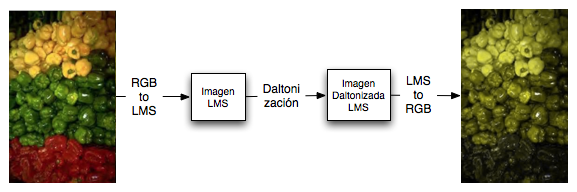 RGB
to
LMS
Imagen
LMS
Daltoni
zación
Imagen
Daltonizada
LMS
LMS
to
RGB